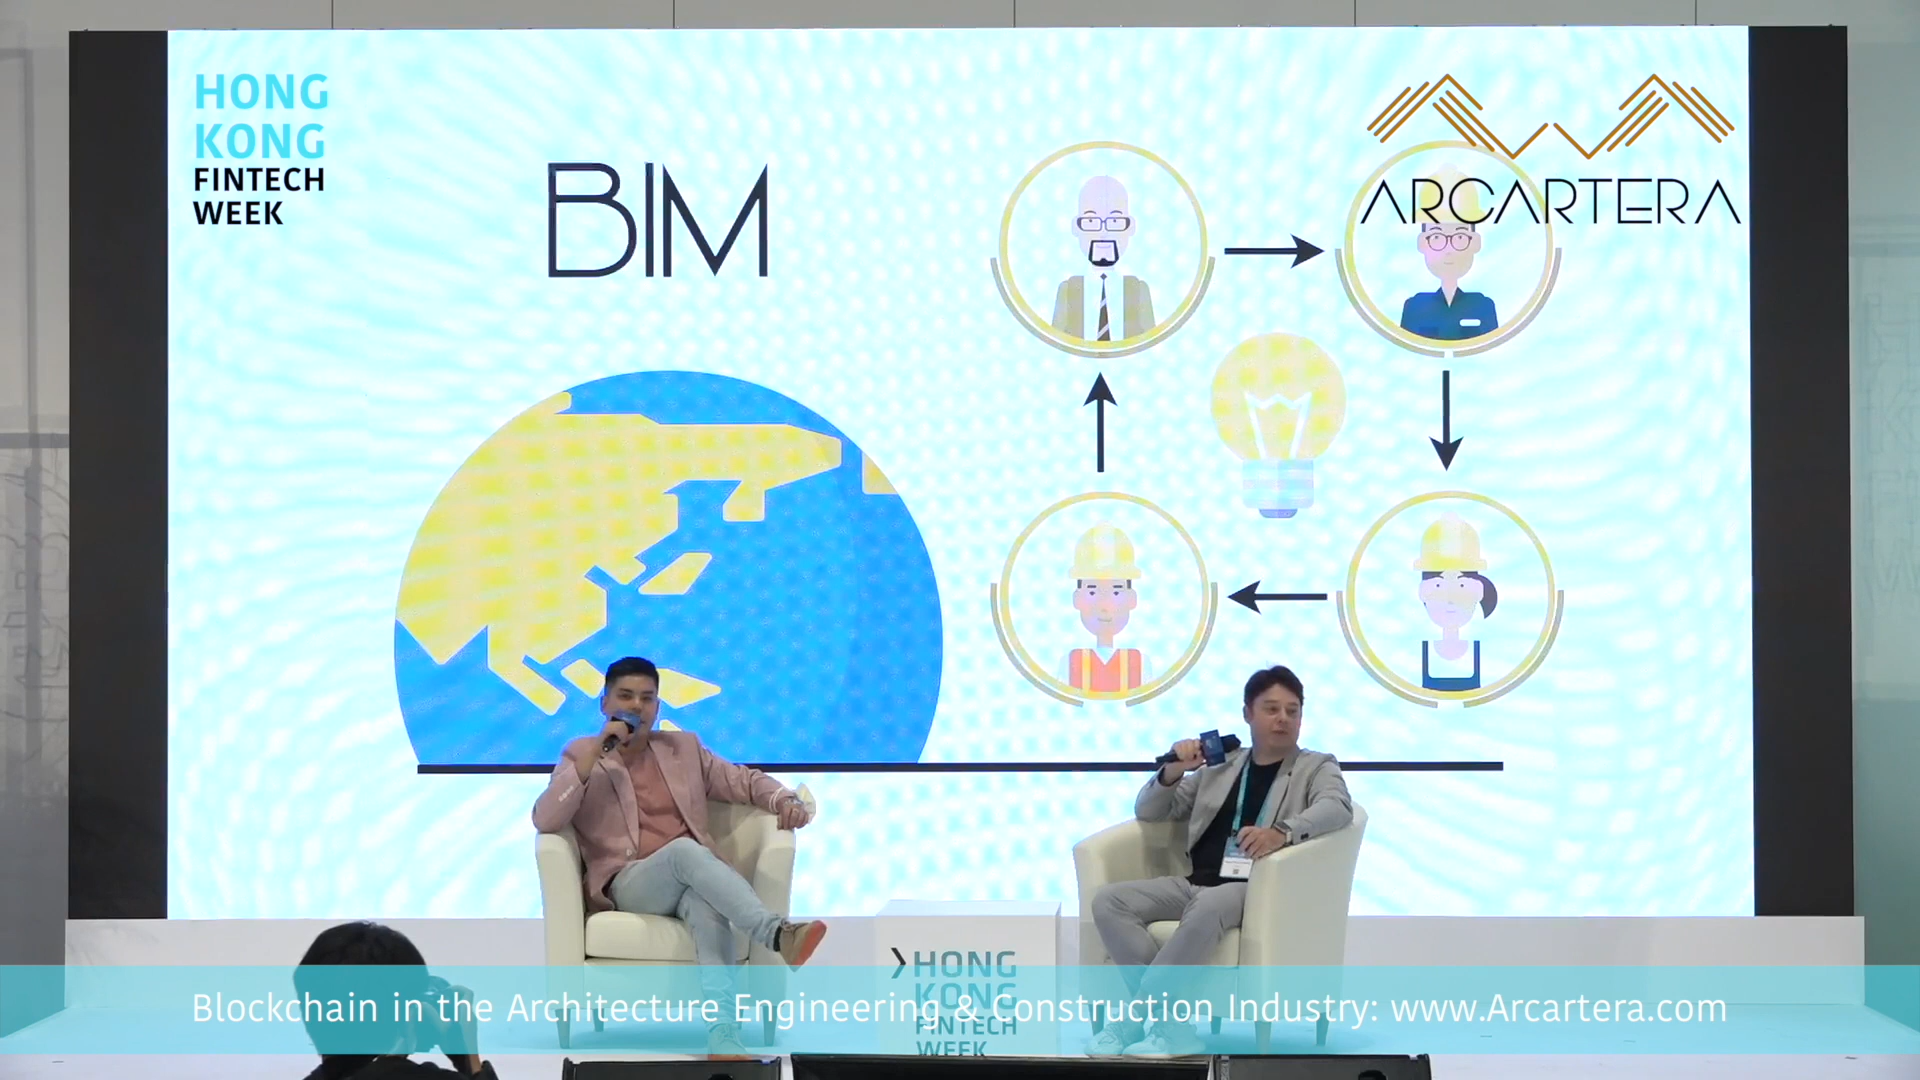 HONG
KONG
FINTECH
WEEK
BIM
ARCARTERA
HONG
KONG
FINTECH
WEEK
Blockchain in the Architecture Engineering & Construction Industry: www.Arcartera.com